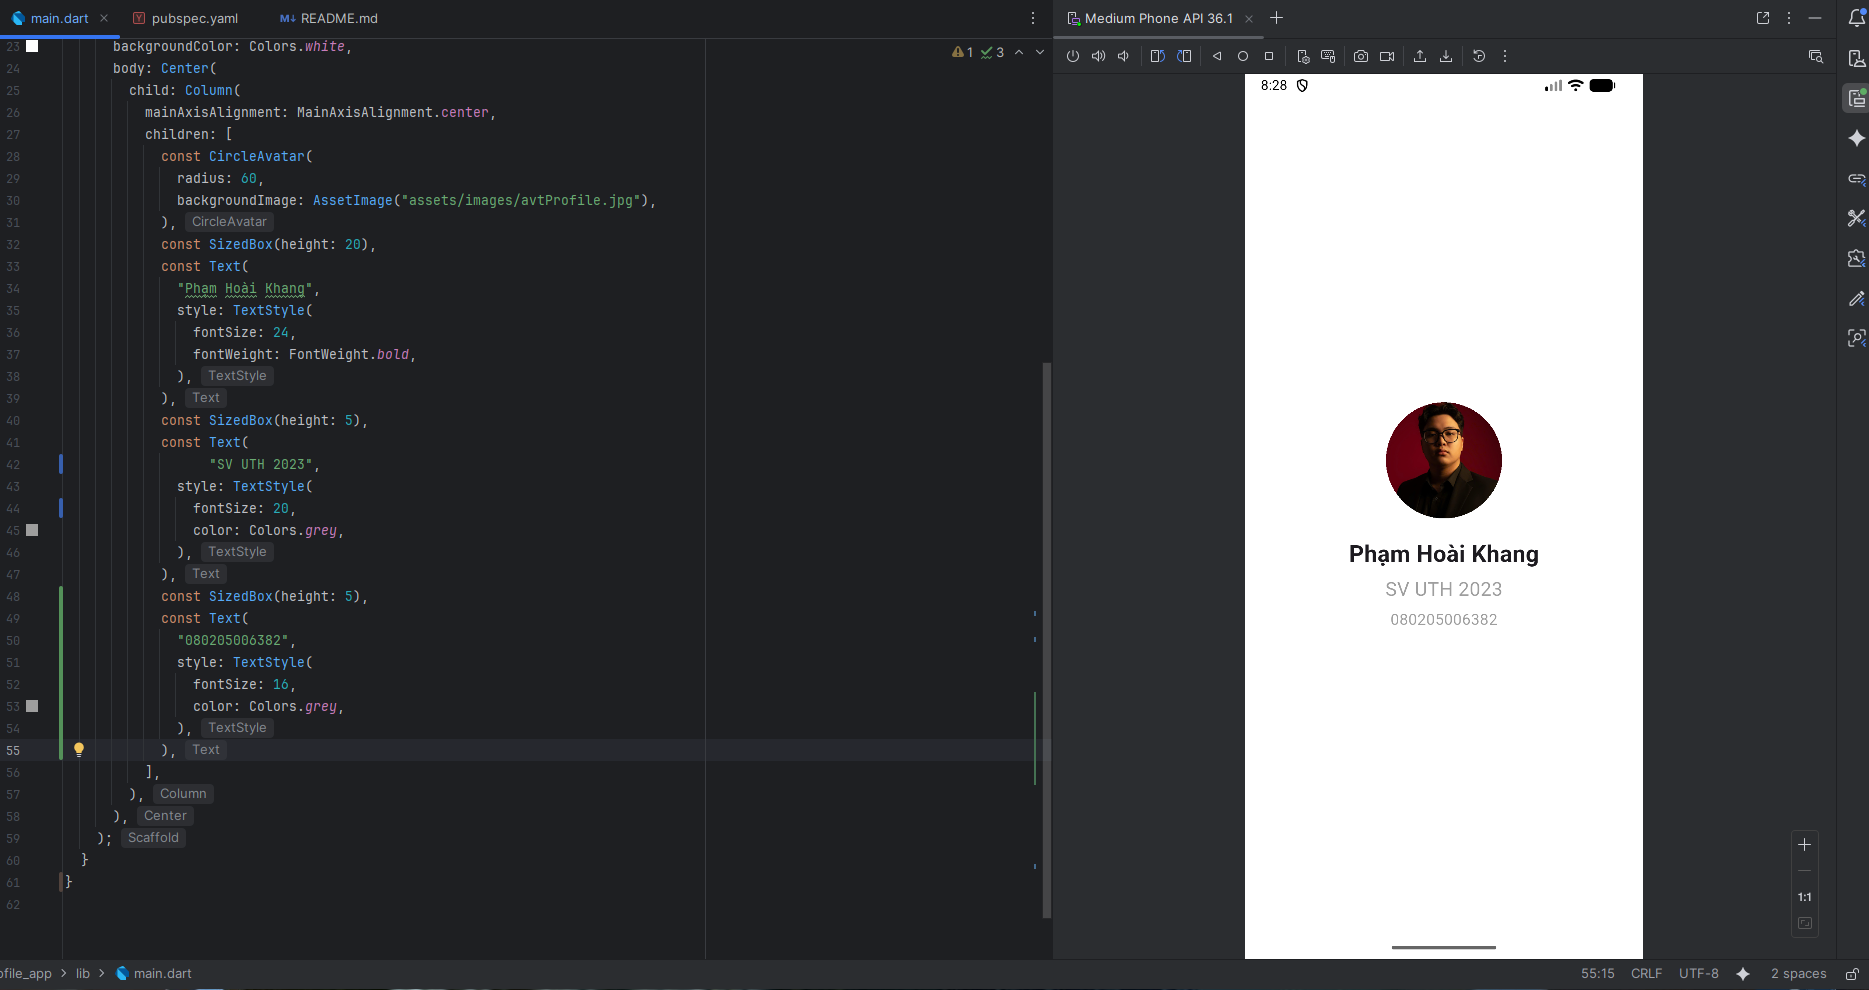 main.dart
pubspec.yaml
README.md
Medium Phone API 36.1
1
3
23 backgroundColor: Colors.white,
24 body: Center(
25 child: Column(
26 mainAxisAlignment: MainAxisAlignment.center,
27 children: [
28 const CircleAvatar(
29 radius: 60,
30 backgroundImage: AssetImage("assets/images/avtProfile.jpg"),
31 ), CircleAvatar
32 const SizedBox(height: 20),
33 const Text(
34 "Phạm Hoài Khang",
35 style: TextStyle(
36 fontSize: 24,
37 fontWeight: FontWeight.bold,
38 ), TextStyle
39 ), Text
40 const SizedBox(height: 5),
41 const Text(
42 "SV UTH 2023",
43 style: TextStyle(
44 fontSize: 20,
45 color: Colors.grey,
46 ), TextStyle
47 ), Text
48 const SizedBox(height: 5),
49 const Text(
50 "080205006382",
51 style: TextStyle(
52 fontSize: 16,
53 color: Colors.grey,
54 ), TextStyle
55 ), Text
56 ],
57 ), Column
58 ), Center
59 ); Scaffold
60 }
61 }
62
8:28
Phạm Hoài Khang
SV UTH 2023
080205006382
1:1
ofile_app > lib > main.dart
55:15 CRLF UTF-8 2 spaces